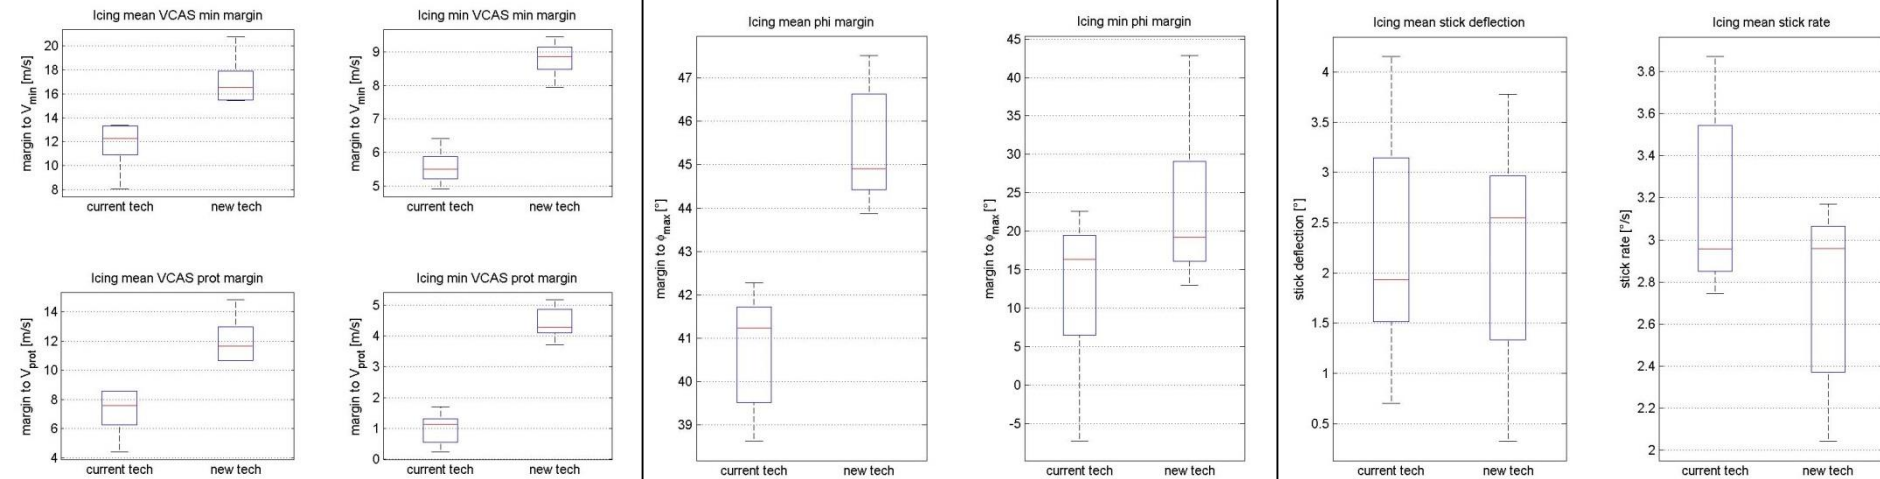 Icing mean VCAS min margin
margin to Vmin [m/s]
20
18
16
14
12
10
8
current tech new tech
Icing min VCAS min margin
margin to Vmin [m/s]
9
8
7
6
5
current tech new tech
Icing mean VCAS prot margin
margin to Vprot [m/s]
14
12
10
8
6
4
current tech new tech
Icing min VCAS prot margin
margin to Vprot [m/s]
5
4
3
2
1
0
current tech new tech
Icing mean phi margin
margin to ϕmax [°]
47
46
45
44
43
42
41
40
39
current tech new tech
Icing min phi margin
margin to ϕmax [°]
45
40
35
30
25
20
15
10
5
0
-5
current tech new tech
Icing mean stick deflection
stick deflection [°]
4
3.5
3
2.5
2
1.5
1
0.5
current tech new tech
Icing mean stick rate
stick rate [°/s]
3.8
3.6
3.4
3.2
3
2.8
2.6
2.4
2.2
2
current tech new tech